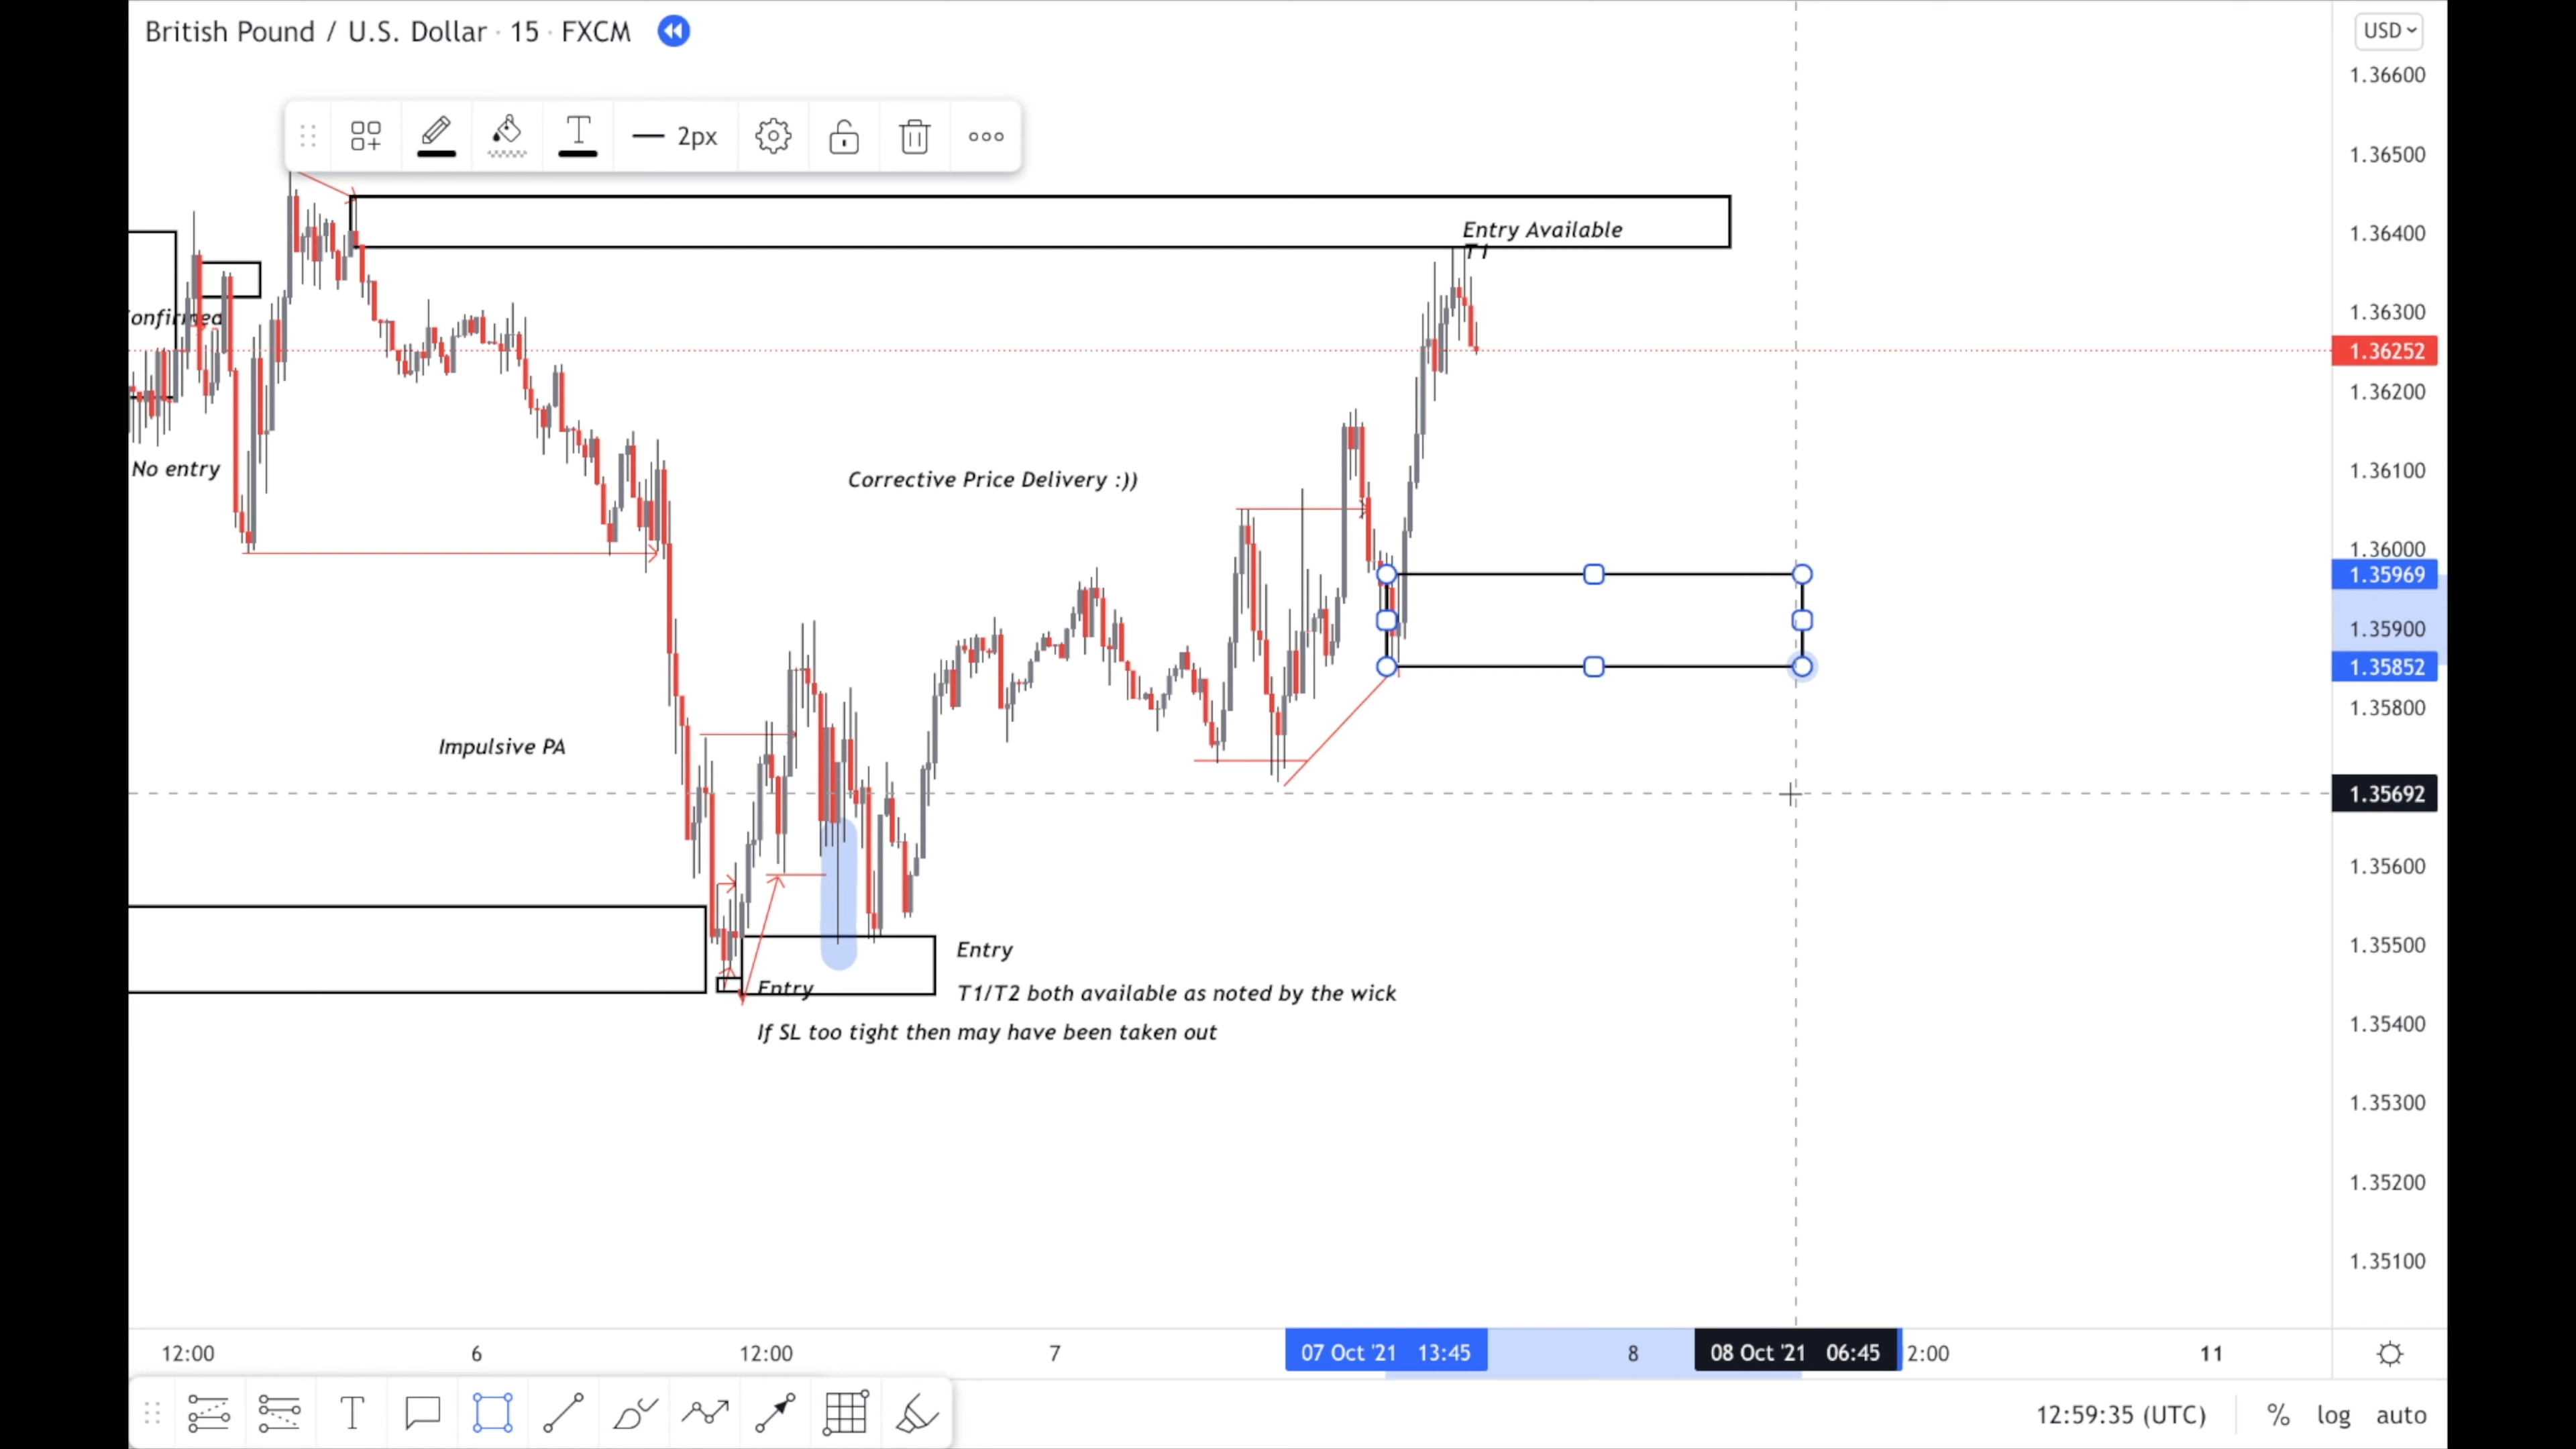 British Pound / U.S. Dollar · 15 · FXCM
USD
2px
1.36600
1.36500
1.36400
1.36300
1.36252
1.36200
1.36100
1.36000
1.35969
1.35900
1.35852
1.35800
1.35692
1.35600
1.35500
1.35400
1.35300
1.35200
1.35100
Entry Available
T1
onfirmed
No entry
Corrective Price Delivery :))
Impulsive PA
Entry
Entry
T1/T2 both available as noted by the wick
If SL too tight then may have been taken out
12:00
6
12:00
7
07 Oct '21 13:45
8
08 Oct '21 06:45
2:00
11
T
12:59:35 (UTC)
%
log
auto